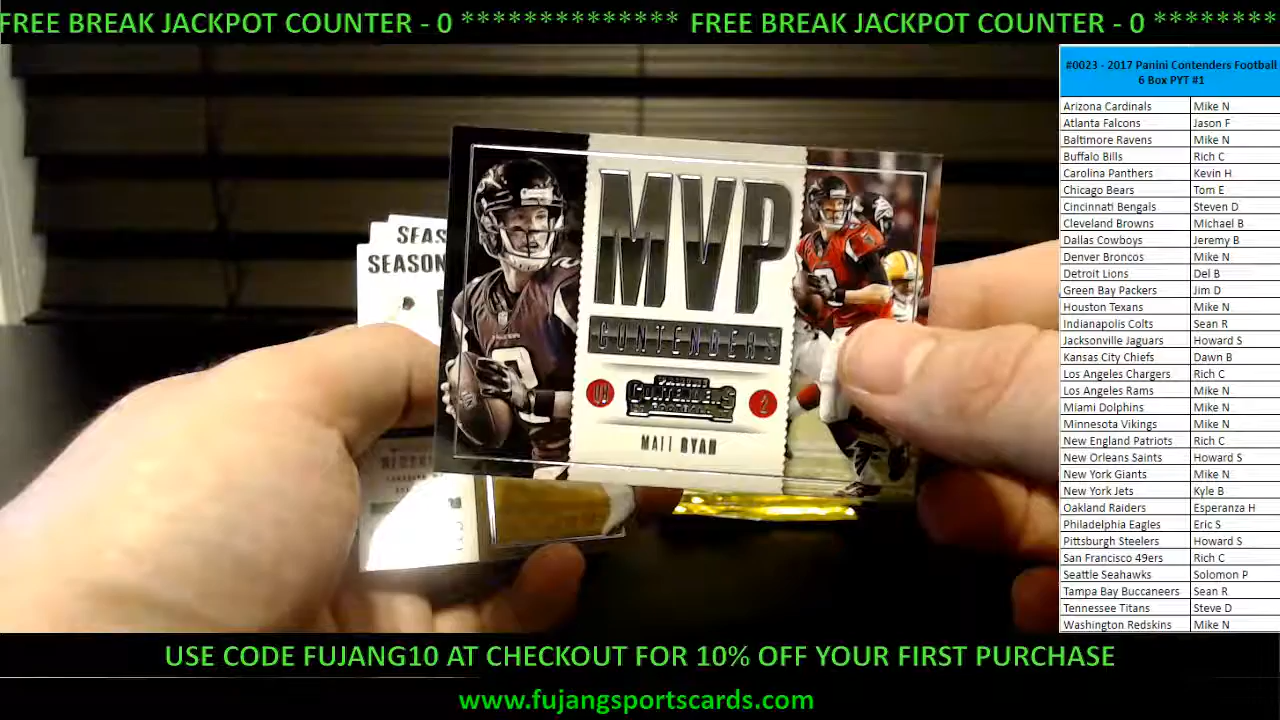 FREE BREAK JACKPOT COUNTER - 0 ************** FREE BREAK JACKPOT COUNTER - 0 ********
#0023 - 2017 Panini Contenders Football
6 Box PYT #1
Arizona Cardinals Mike N
Atlanta Falcons Jason F
Baltimore Ravens Mike N
Buffalo Bills Rich C
Carolina Panthers Kevin H
Chicago Bears Tom E
Cincinnati Bengals Steven D
Cleveland Browns Michael B
Dallas Cowboys Jeremy B
Denver Broncos Mike N
Detroit Lions Del B
Green Bay Packers Jim D
Houston Texans Mike N
Indianapolis Colts Sean R
Jacksonville Jaguars Howard S
Kansas City Chiefs Dawn B
Los Angeles Chargers Rich C
Los Angeles Rams Mike N
Miami Dolphins Mike N
Minnesota Vikings Mike N
New England Patriots Rich C
New Orleans Saints Howard S
New York Giants Mike N
New York Jets Kyle B
Oakland Raiders Esperanza H
Philadelphia Eagles Eric S
Pittsburgh Steelers Howard S
San Francisco 49ers Rich C
Seattle Seahawks Solomon P
Tampa Bay Buccaneers Sean R
Tennessee Titans Steve D
Washington Redskins Mike N
SEAS
SEASON
MVP
CONTENDERS
PANINI
CONTENDERS
FOOTBALL
QB
2
MATT RYAN
USE CODE FUJANG10 AT CHECKOUT FOR 10% OFF YOUR FIRST PURCHASE
www.fujangsportscards.com